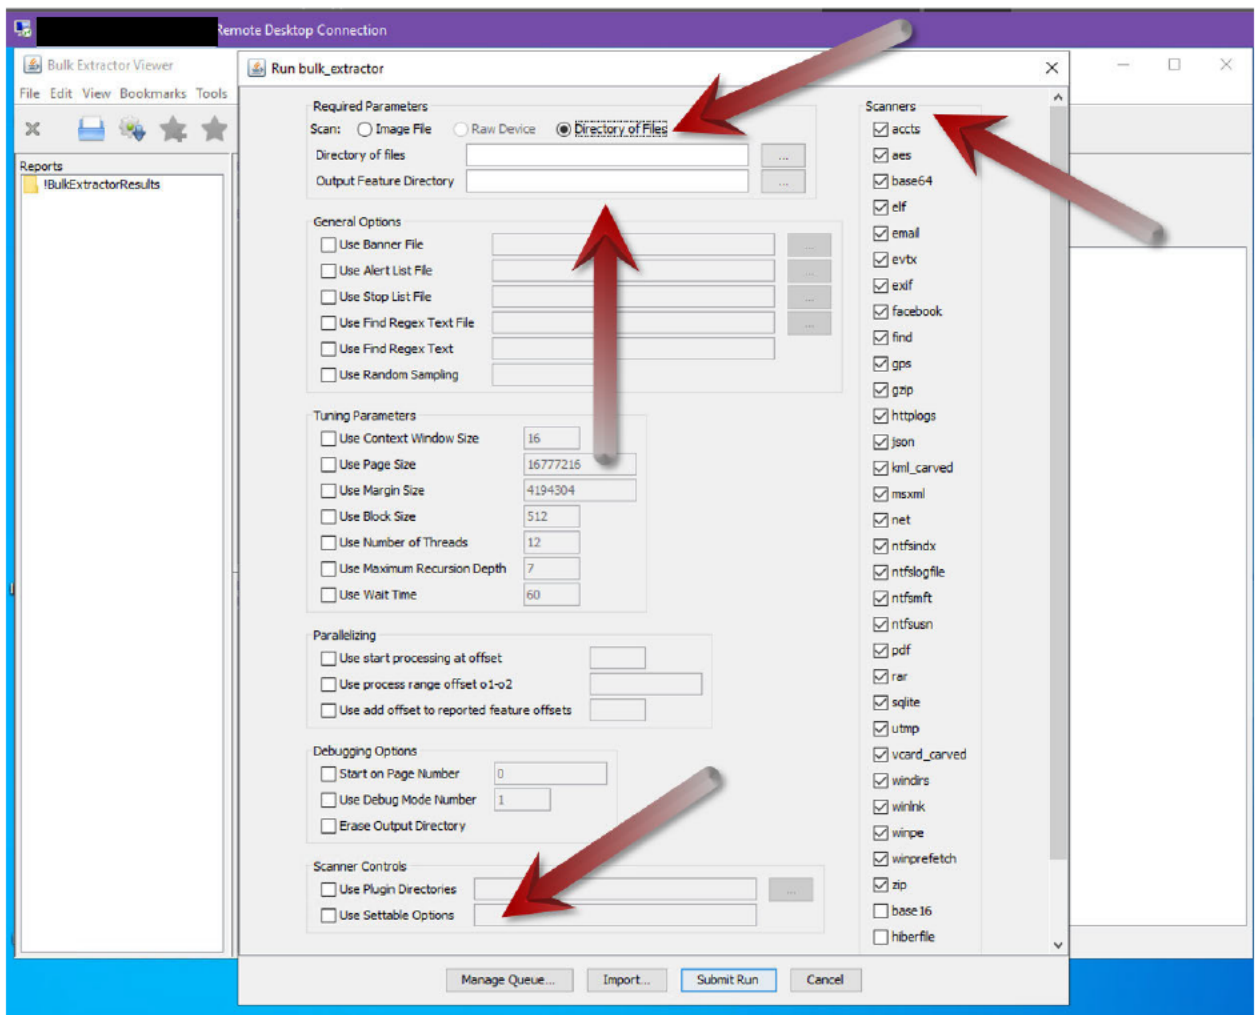 Remote Desktop Connection
Bulk Extractor Viewer
File Edit View Bookmarks Tools
Reports
!BulkExtractorResults
Run bulk_extractor
Required Parameters
Scan: Image File Raw Device Directory of Files
Directory of files ...
Output Feature Directory ...
General Options
Use Banner File ...
Use Alert List File ...
Use Stop List File ...
Use Find Regex Text File ...
Use Find Regex Text
Use Random Sampling
Tuning Parameters
Use Context Window Size 16
Use Page Size 16777216
Use Margin Size 4194304
Use Block Size 512
Use Number of Threads 12
Use Maximum Recursion Depth 7
Use Wait Time 60
Parallelizing
Use start processing at offset
Use process range offset o1-o2
Use add offset to reported feature offsets
Debugging Options
Start on Page Number 0
Use Debug Mode Number 1
Erase Output Directory
Scanner Controls
Use Plugin Directories ...
Use Settable Options
Scanners
accts
aes
base64
elf
email
evtx
exif
facebook
find
gps
gzip
httplogs
json
kml_carved
msxml
net
ntfsindx
ntfslogfile
ntfsmft
ntfsusn
pdf
rar
sqlite
utmp
vcard_carved
windirs
winlnk
winpe
winprefetch
zip
base16
hiberfile
Manage Queue... Import... Submit Run Cancel